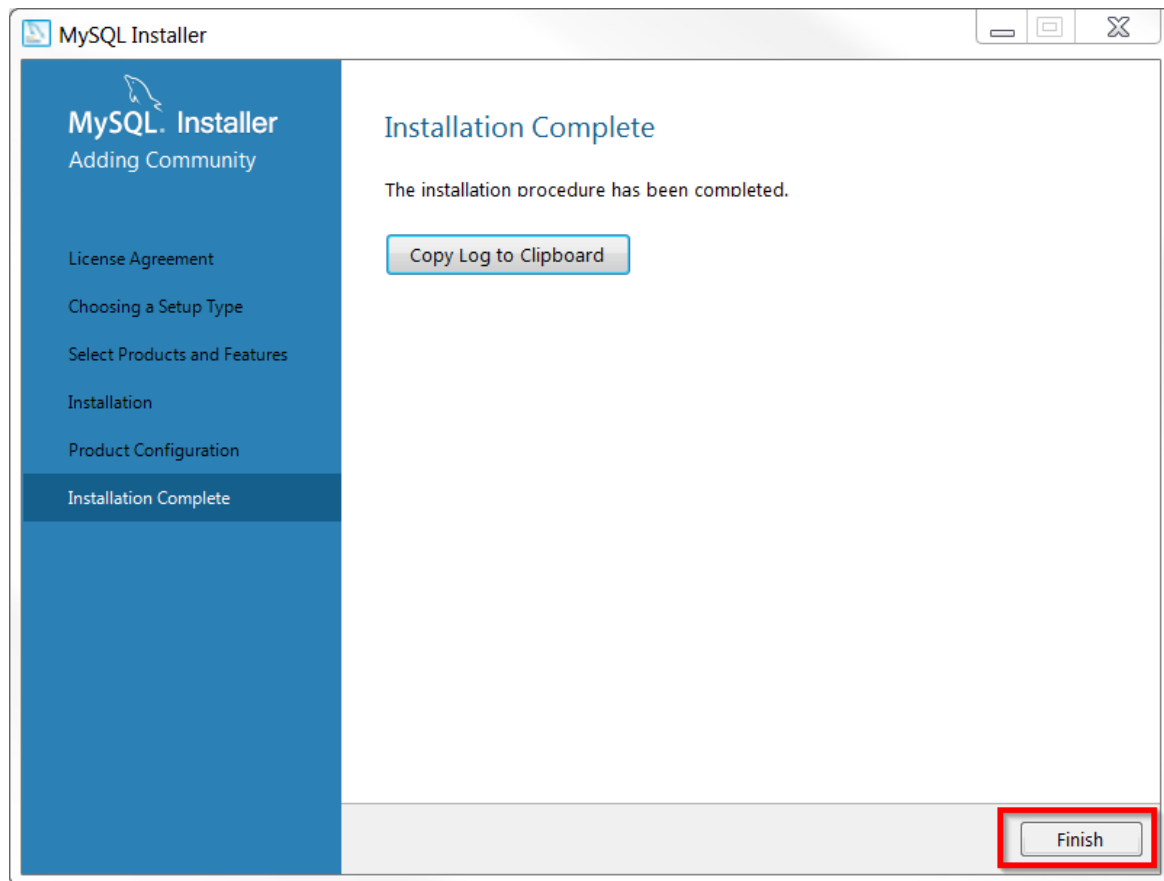 MySQL Installer
MySQL. Installer
Adding Community
License Agreement
Choosing a Setup Type
Select Products and Features
Installation
Product Configuration
Installation Complete
Installation Complete
The installation procedure has been completed.
Copy Log to Clipboard
Finish